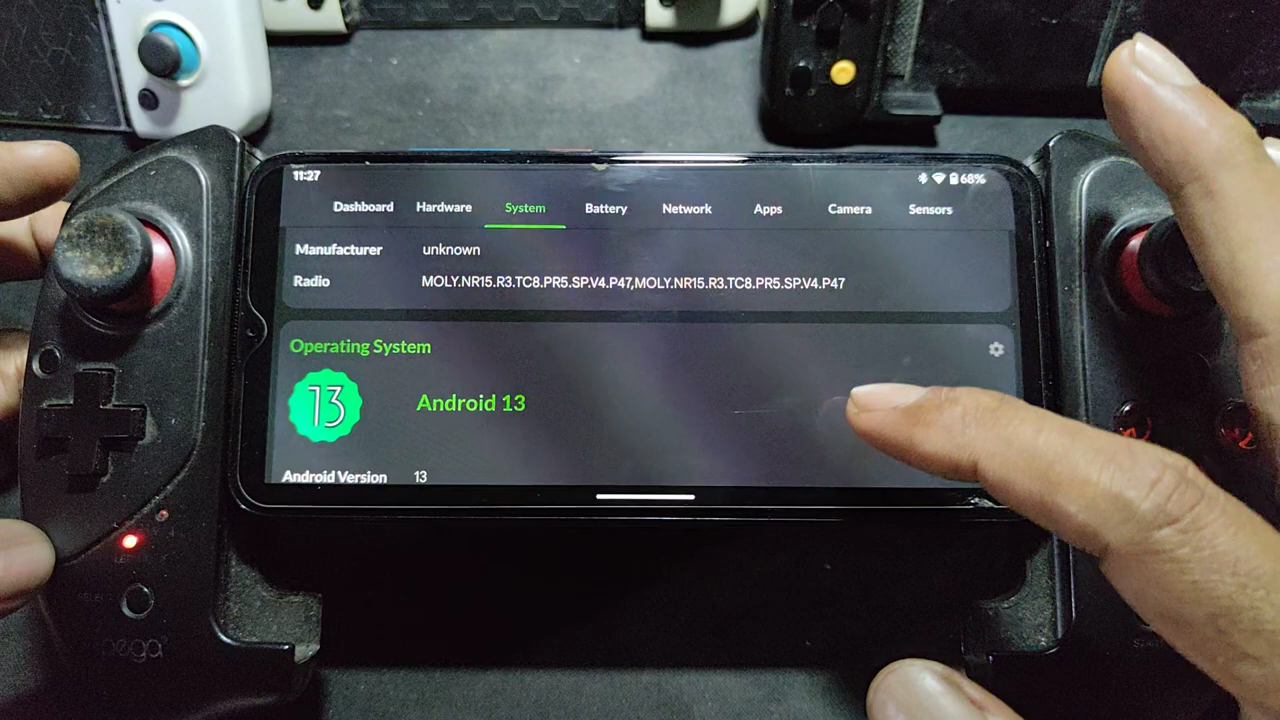 11:27
68%
Dashboard Hardware System Battery Network Apps Camera Sensors
Manufacturer unknown
Radio MOLY.NR15.R3.TC8.PR5.SP.V4.P47,MOLY.NR15.R3.TC8.PR5.SP.V4.P47
Operating System
13
Android 13
Android Version 13
SELECT